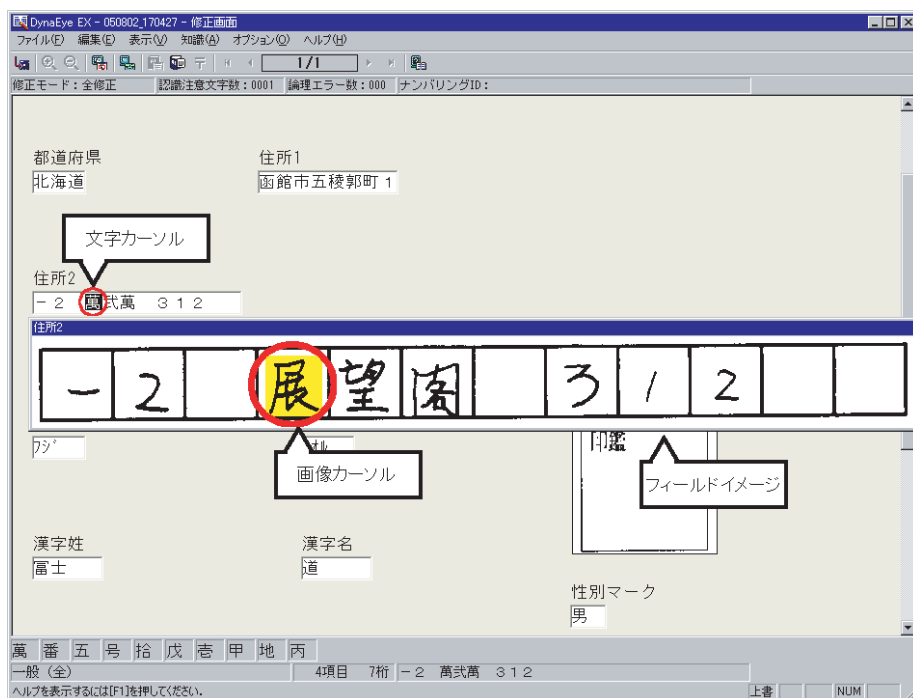 DynaEye EX - 050802_170427 - 修正画面
ファイル(F) 編集(E) 表示(V) 知識(A) オプション(O) ヘルプ(H)
1/1
修正モード：全修正 認識注意文字数：0001 論理エラー数：000 ナンバリングID：
都道府県 住所1
北海道 函館市五稜郭町１
文字カーソル
住所2
－２ 萬弐萬 ３１２
住所2
－2 展望閣 312
ﾌｼﾞ ｵﾙ
印鑑
画像カーソル
フィールドイメージ
漢字姓 漢字名
冨士 道
性別マーク
男
萬 番 五 号 拾 戊 壱 甲 地 丙
一般（全） 4項目 7桁 －２ 萬弐萬 ３１２
ヘルプを表示するには[F1]を押してください。 上書 NUM